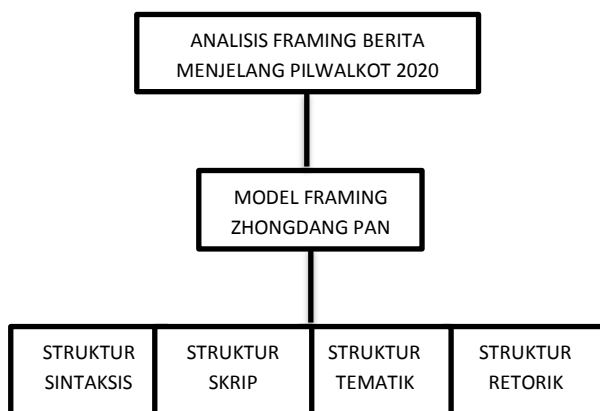 ANALISIS FRAMING BERITA
MENJELANG PILWALKOT 2020
MODEL FRAMING
ZHONGDANG PAN
STRUKTUR
SINTAKSIS
STRUKTUR
SKRIP
STRUKTUR
TEMATIK
STRUKTUR
RETORIK